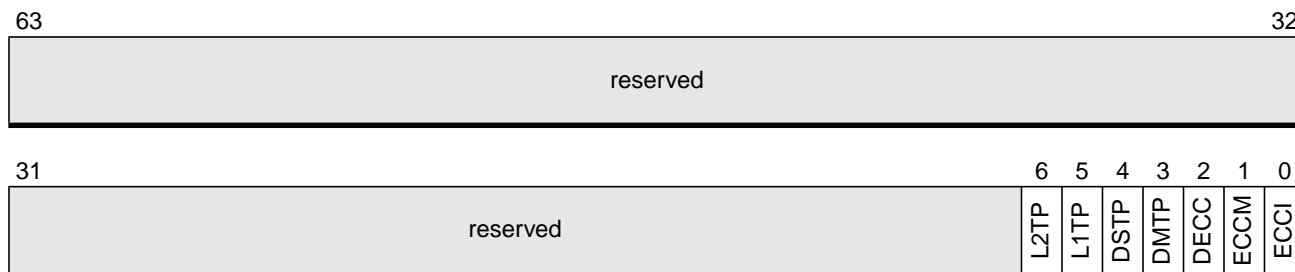 63 32
reserved
31 6 5 4 3 2 1 0
reserved L2TP L1TP DSTP DMTP DECC ECCM ECCI